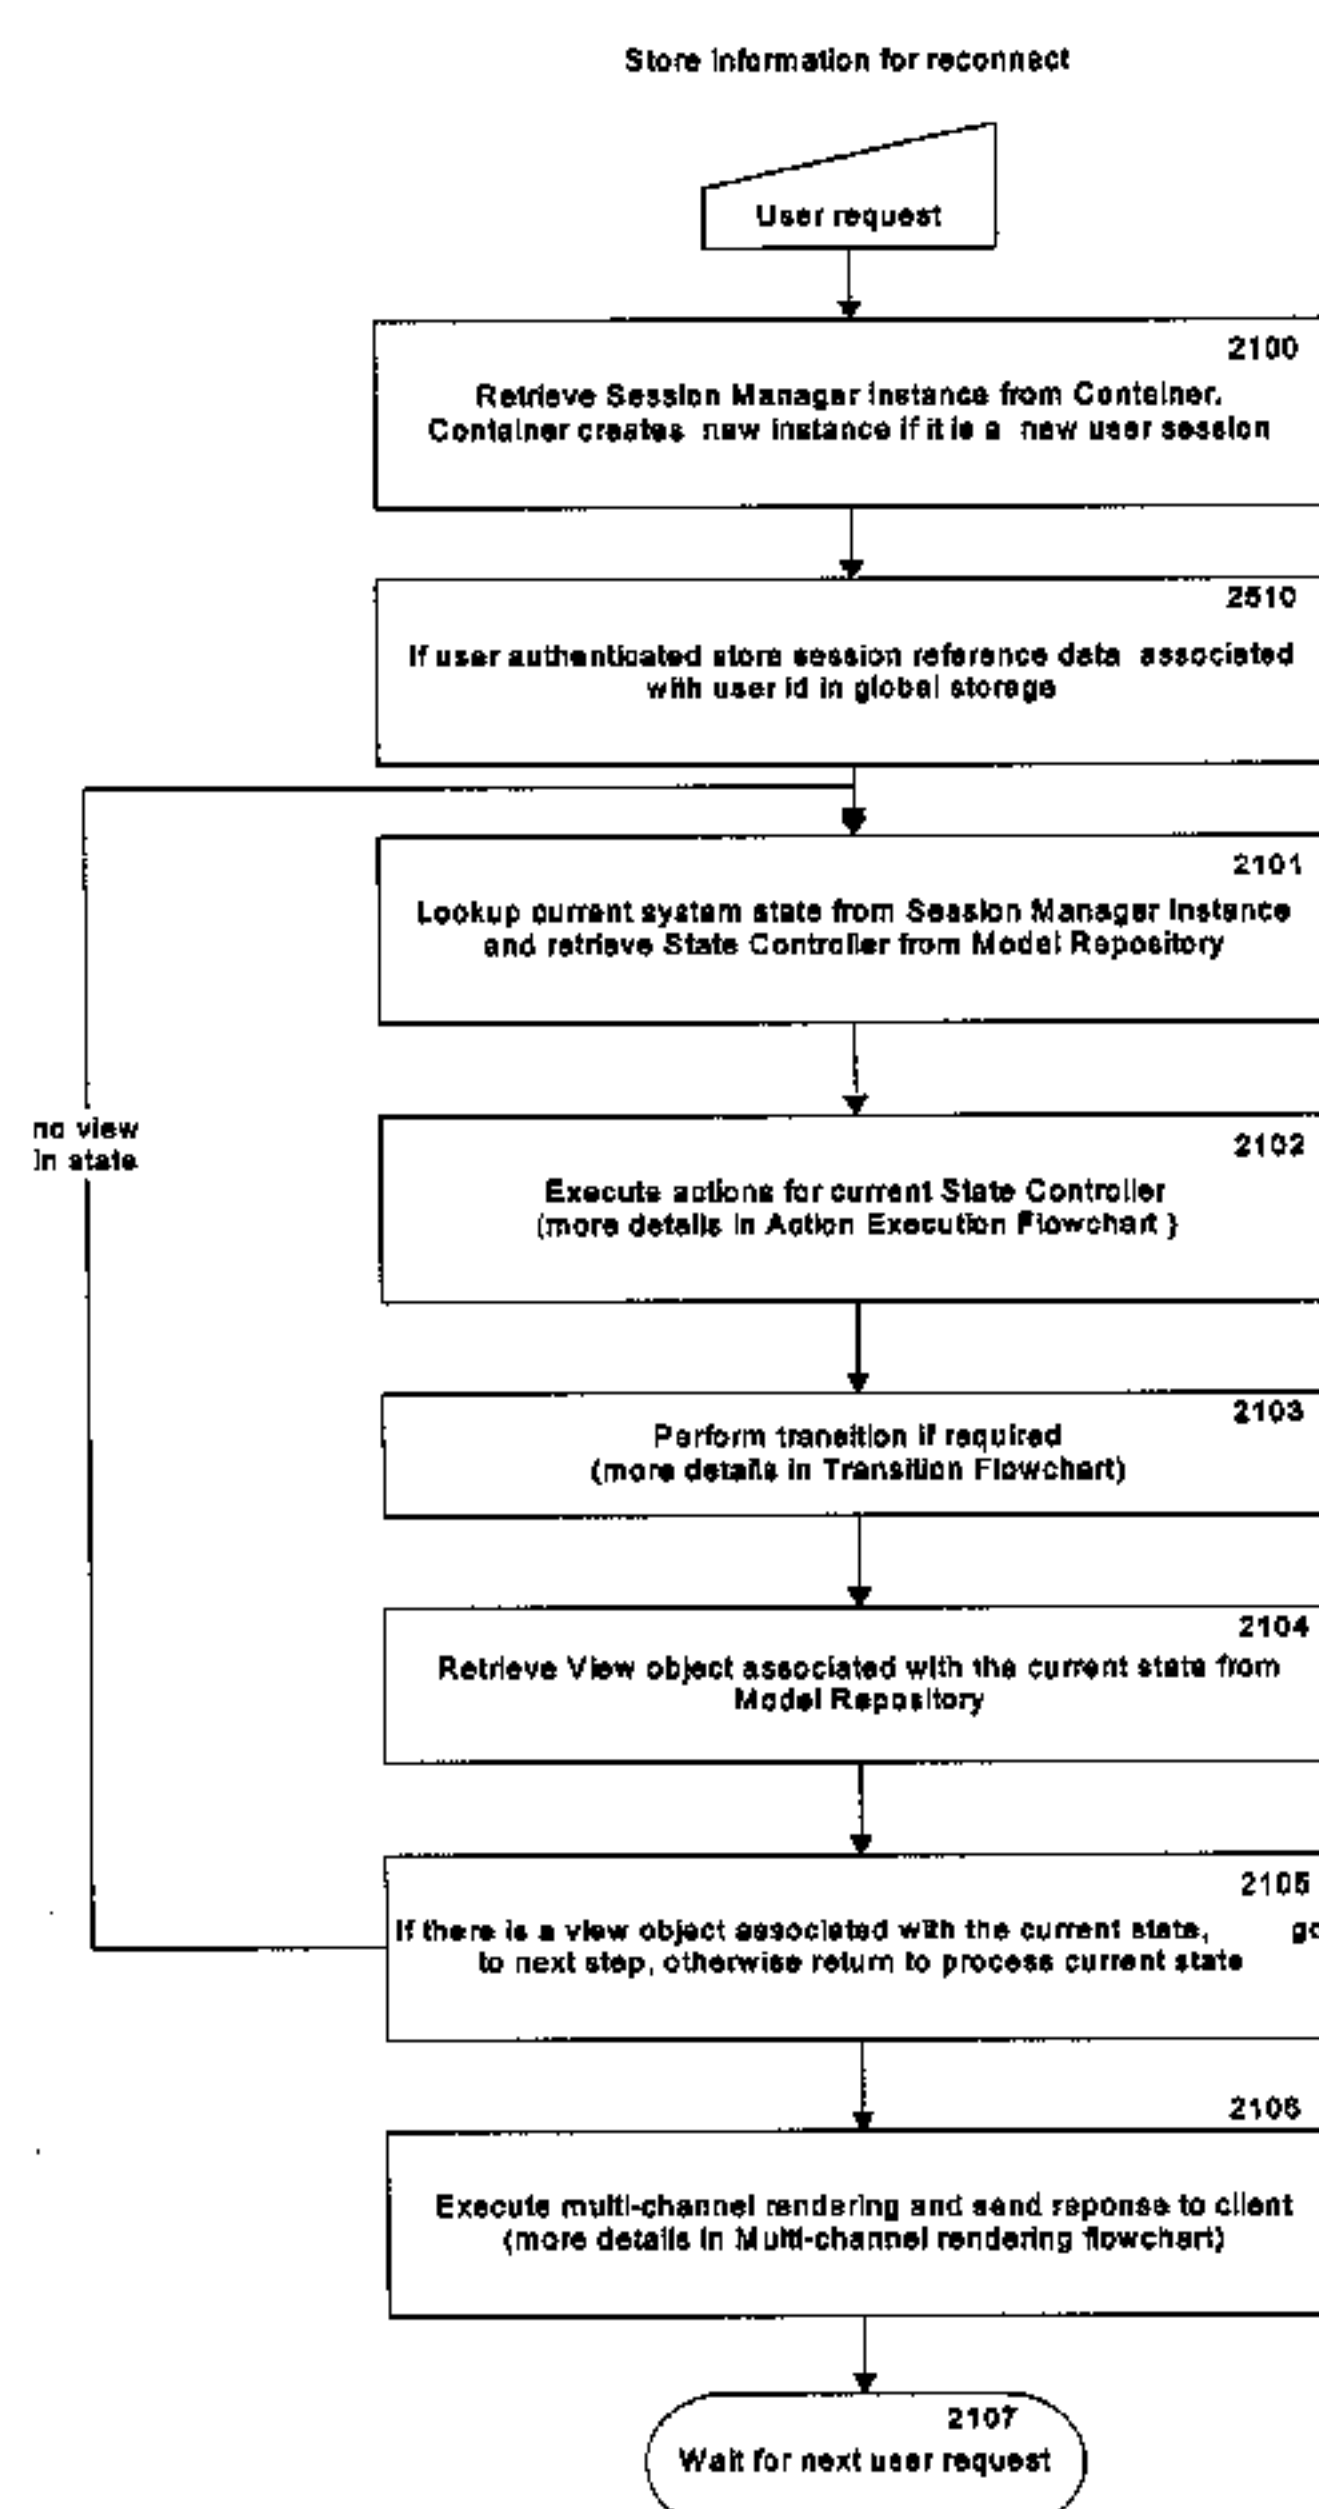 Store information for reconnect
User request
2100
Retrieve Session Manager instance from Container.
Container creates new instance if it is a new user session
2510
If user authenticated store session reference data associated
with user id in global storage
2101
Lookup current system state from Session Manager Instance
and retrieve State Controller from Model Repository
no view
in state
2102
Execute actions for current State Controller
(more details in Action Execution Flowchart )
2103
Perform transition if required
(more details in Transition Flowchart)
2104
Retrieve View object associated with the current state from
Model Repository
2105
If there is a view object associated with the current state, go
to next step, otherwise return to process current state
2106
Execute multi-channel rendering and send reponse to client
(more details in Multi-channel rendering flowchart)
2107
Wait for next user request